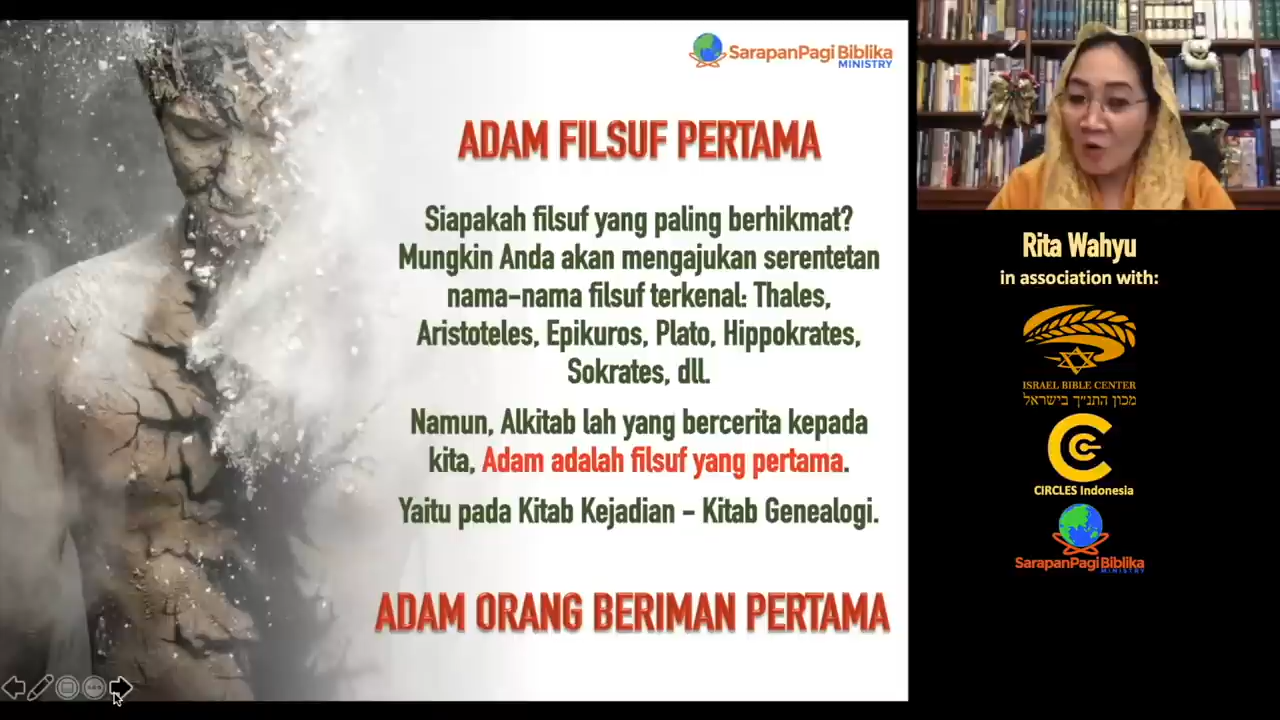 SarapanPagi Biblika
MINISTRY
ADAM FILSUF PERTAMA
Siapakah filsuf yang paling berhikmat?
Mungkin Anda akan mengajukan serentetan
nama-nama filsuf terkenal: Thales,
Aristoteles, Epikuros, Plato, Hippokrates,
Sokrates, dll.
Namun, Alkitab lah yang bercerita kepada
kita, Adam adalah filsuf yang pertama.
Yaitu pada Kitab Kejadian - Kitab Genealogi.
ADAM ORANG BERIMAN PERTAMA
Rita Wahyu
in association with:
ISRAEL BIBLE CENTER
מכון התנ״ך בישראל
CIRCLES Indonesia
SarapanPagi Biblika
MINISTRY